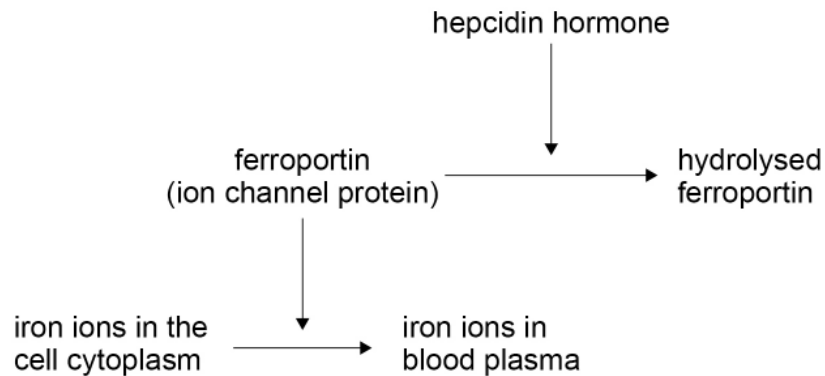 hepcidin hormone
ferroportin
(ion channel protein)
hydrolysed
ferroportin
iron ions in the
cell cytoplasm
iron ions in
blood plasma